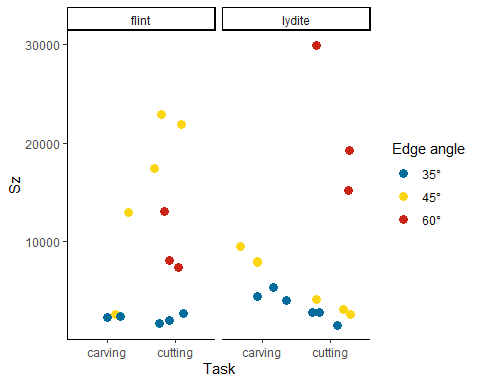 flint lydite
30000
20000
10000
Sz
carving cutting carving cutting
Task
Edge angle
35°
45°
60°